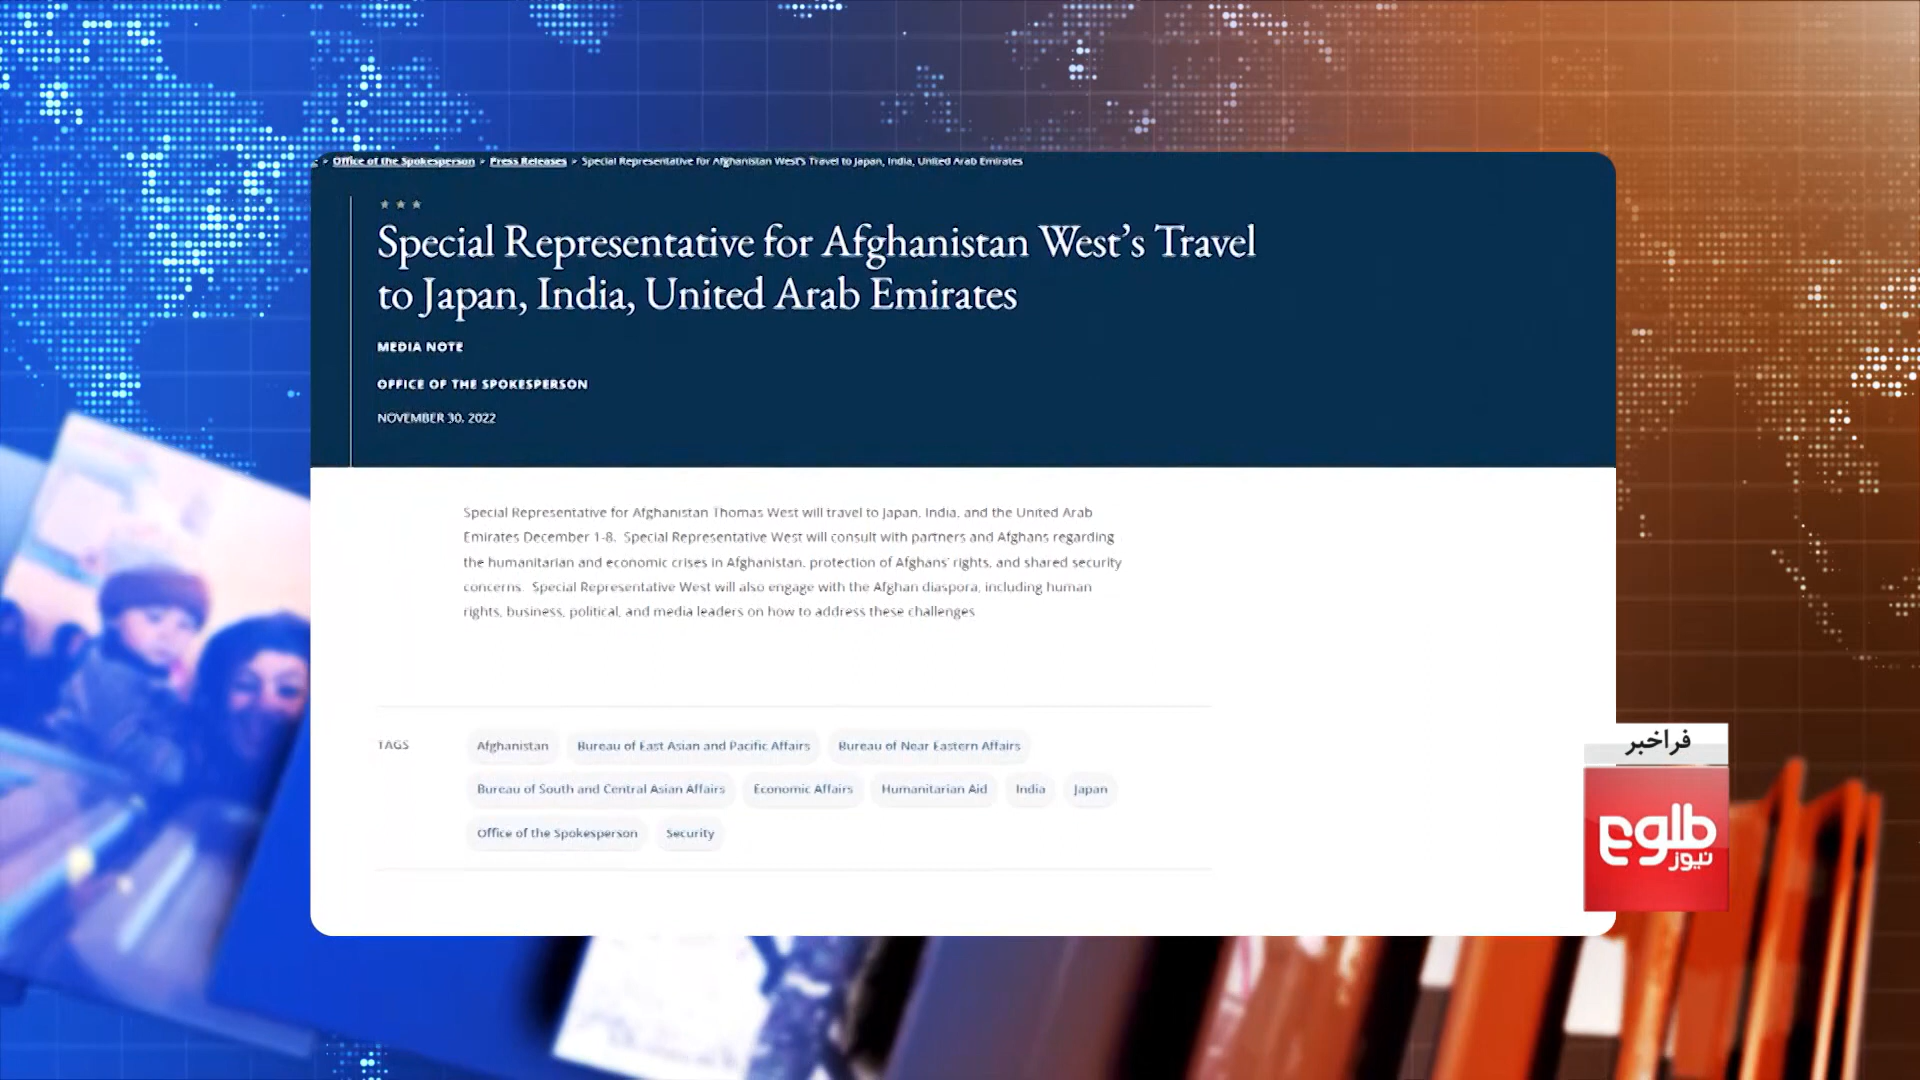 > Office of the Spokesperson > Press Releases > Special Representative for Afghanistan West's Travel to Japan, India, United Arab Emirates
Special Representative for Afghanistan West’s Travel
to Japan, India, United Arab Emirates
MEDIA NOTE
OFFICE OF THE SPOKESPERSON
NOVEMBER 30, 2022
Special Representative for Afghanistan Thomas West will travel to Japan, India, and the United Arab
Emirates December 1-8. Special Representative West will consult with partners and Afghans regarding
the humanitarian and economic crises in Afghanistan, protection of Afghans’ rights, and shared security
concerns. Special Representative West will also engage with the Afghan diaspora, including human
rights, business, political, and media leaders on how to address these challenges
TAGS
Afghanistan Bureau of East Asian and Pacific Affairs Bureau of Near Eastern Affairs
Bureau of South and Central Asian Affairs Economic Affairs Humanitarian Aid India Japan
Office of the Spokesperson Security
فراخبر
طلوع
نیوز